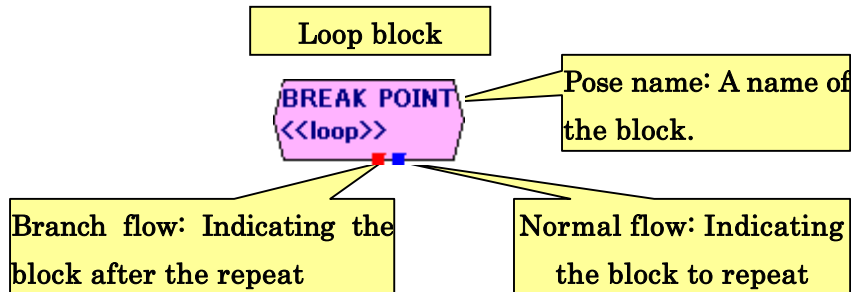 Loop block
BREAK POINT
<<loop>>
Pose name: A name of
the block.
Branch flow: Indicating the
block after the repeat
Normal flow: Indicating
the block to repeat